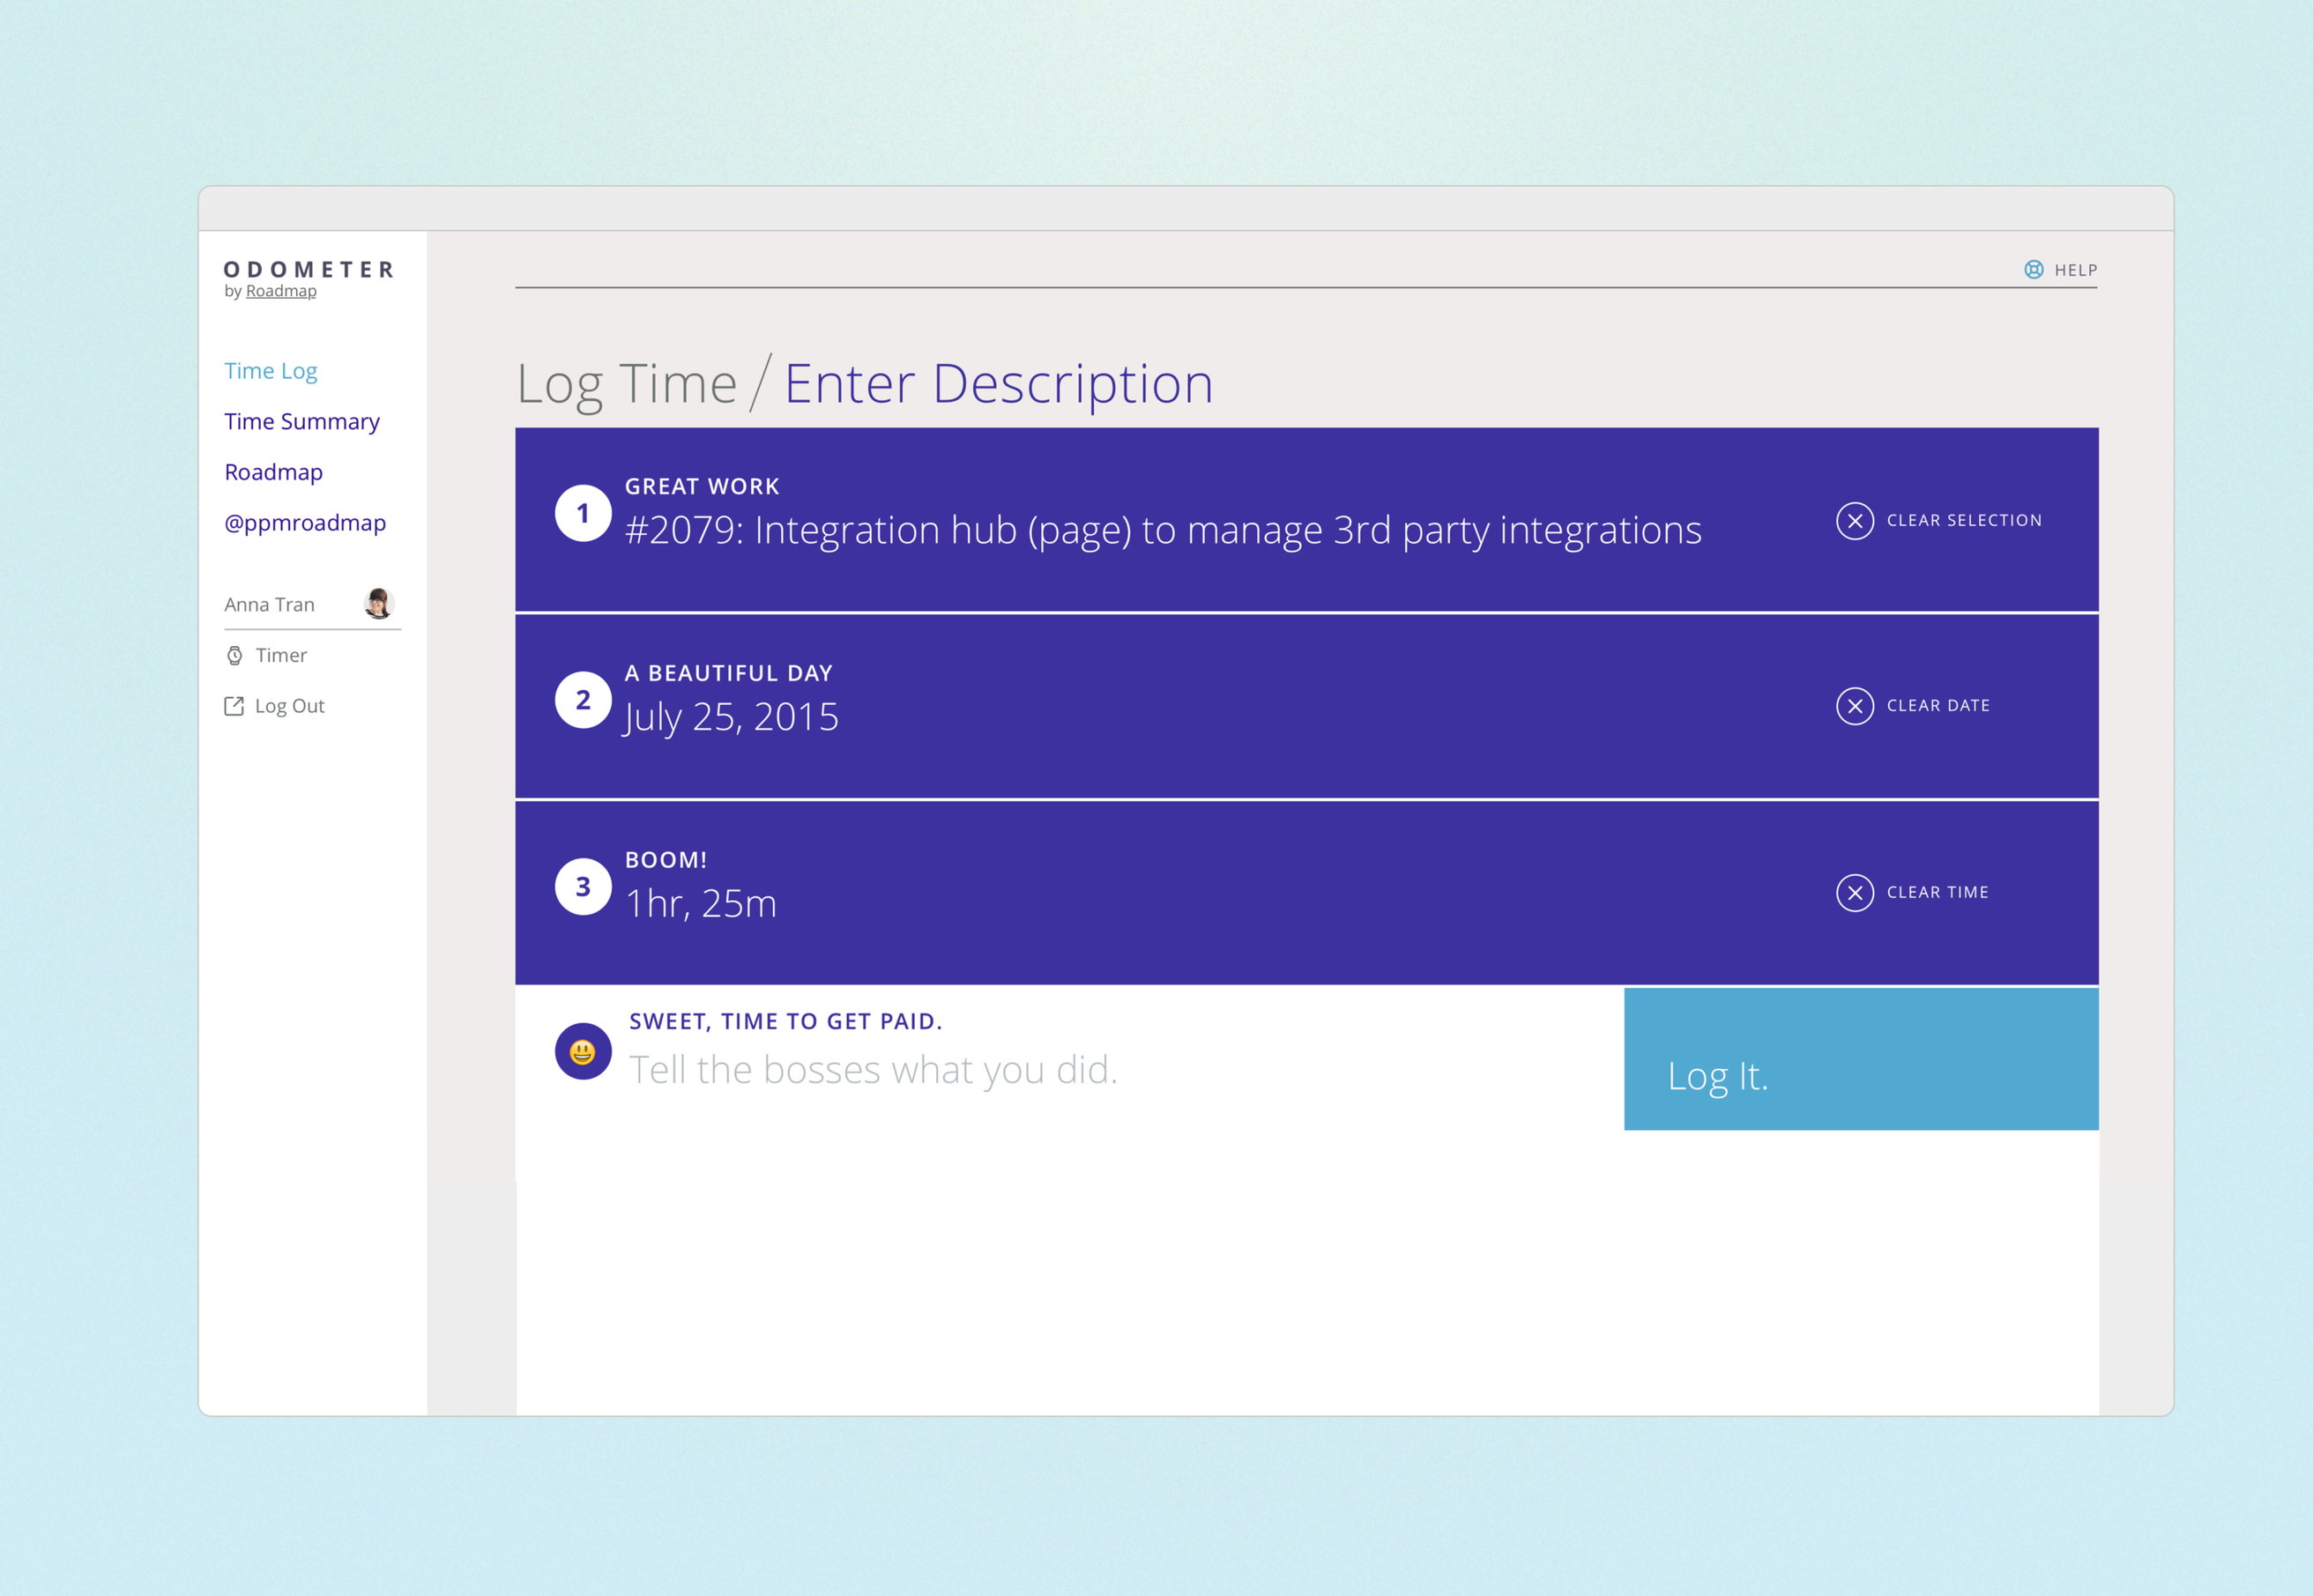 ODOMETER
by Roadmap
Time Log
Time Summary
Roadmap
@ppmroadmap
Anna Tran
Timer
Log Out
HELP
Log Time / Enter Description
1
GREAT WORK
#2079: Integration hub (page) to manage 3rd party integrations
CLEAR SELECTION
2
A BEAUTIFUL DAY
July 25, 2015
CLEAR DATE
3
BOOM!
1hr, 25m
CLEAR TIME
SWEET, TIME TO GET PAID.
Tell the bosses what you did.
Log It.